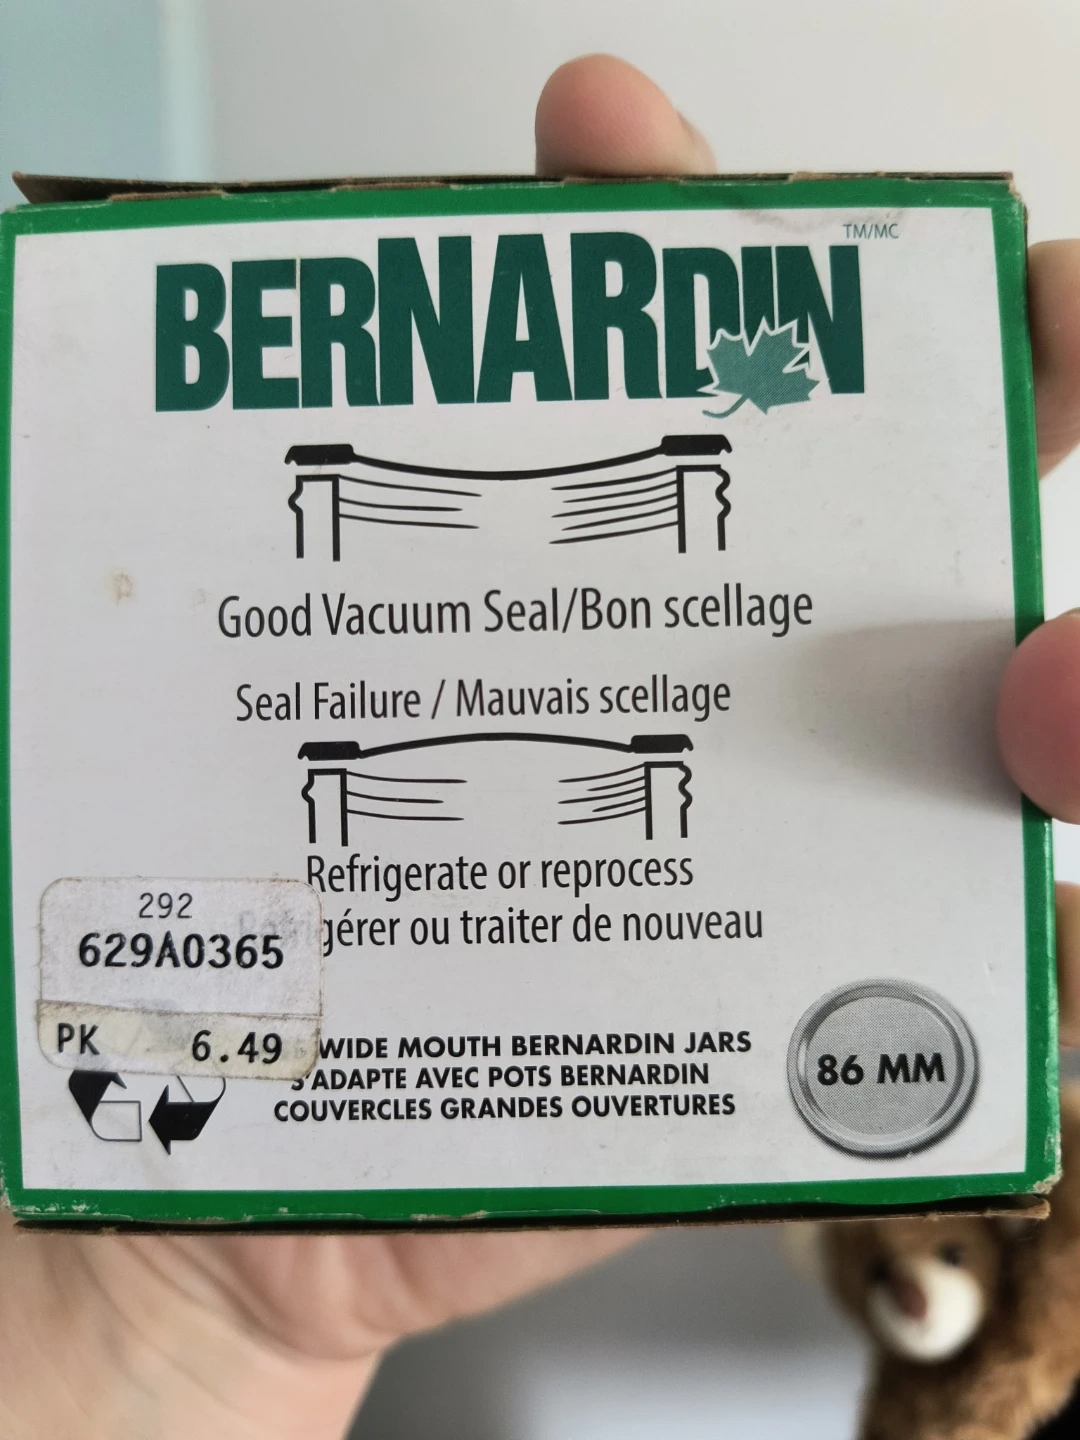 BERNARDIN
TM/MC
Good Vacuum Seal/Bon scellage
Seal Failure / Mauvais scellage
Refrigerate or reprocess
gérer ou traiter de nouveau
292
629A0365
PK 6.49
WIDE MOUTH BERNARDIN JARS
S'ADAPTE AVEC POTS BERNARDIN
COUVERCLES GRANDES OUVERTURES
86 MM